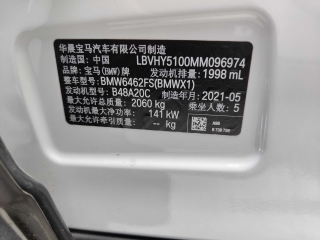 华晨宝马汽车有限公司制造
制造国：中国 LBVHY5100MM096974
品牌：宝马(BMW)牌 发动机排量：1998 mL
整车型号：BMW6462FS(BMWX1)
发动机型号：B48A20C 制造年月：2021-05
最大允许总质量：2060 kg 乘坐人数：5
发动机最大净功率：141 kW
最大允许牵引质量：-- kg